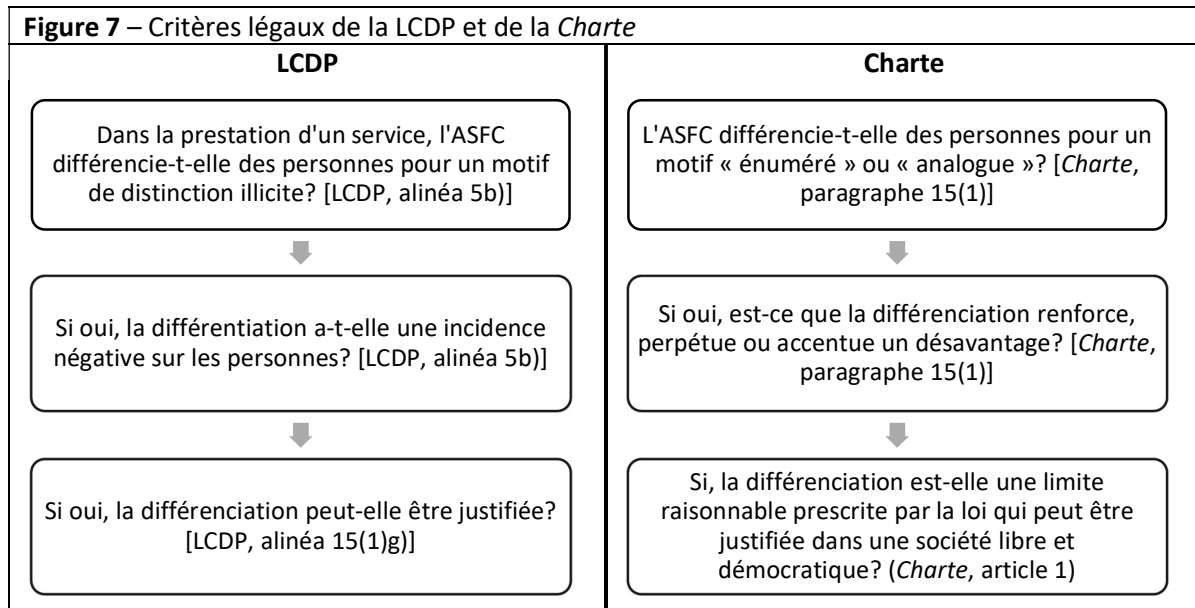 Figure 7 – Critères légaux de la LCDP et de la Charte
LCDP
Dans la prestation d'un service, l'ASFC
différencie-t-elle des personnes pour un motif
de distinction illicite? [LCDP, alinéa 5b)]
Si oui, la différentiation a-t-elle une incidence
négative sur les personnes? [LCDP, alinéa 5b)]
Si oui, la différenciation peut-elle être justifiée?
[LCDP, alinéa 15(1)g)]
Charte
L'ASFC différencie-t-elle des personnes pour un
motif « énuméré » ou « analogue »? [Charte,
paragraphe 15(1)]
Si oui, est-ce que la différenciation renforce,
perpétue ou accentue un désavantage? [Charte,
paragraphe 15(1)]
Si, la différenciation est-elle une limite
raisonnable prescrite par la loi qui peut être
justifiée dans une société libre et
démocratique? (Charte, article 1)